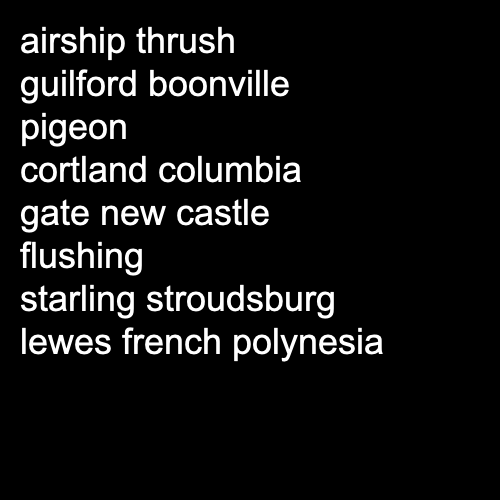 airship thrush
guilford boonville
pigeon
cortland columbia
gate new castle
flushing
starling stroudsburg
lewes french polynesia